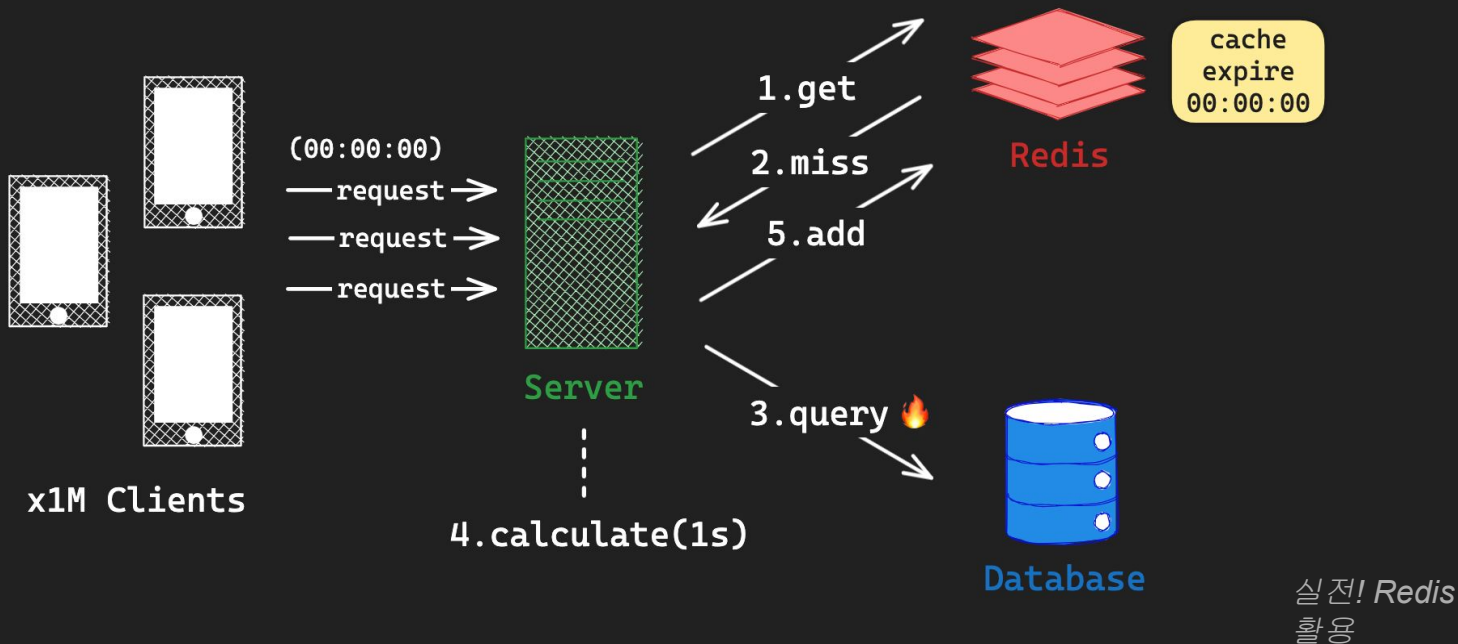 (00:00:00)
request
request
request
x1M Clients
Server
4.calculate(1s)
1.get
2.miss
5.add
3.query
Redis
cache
expire
00:00:00
Database
실전! Redis
활용